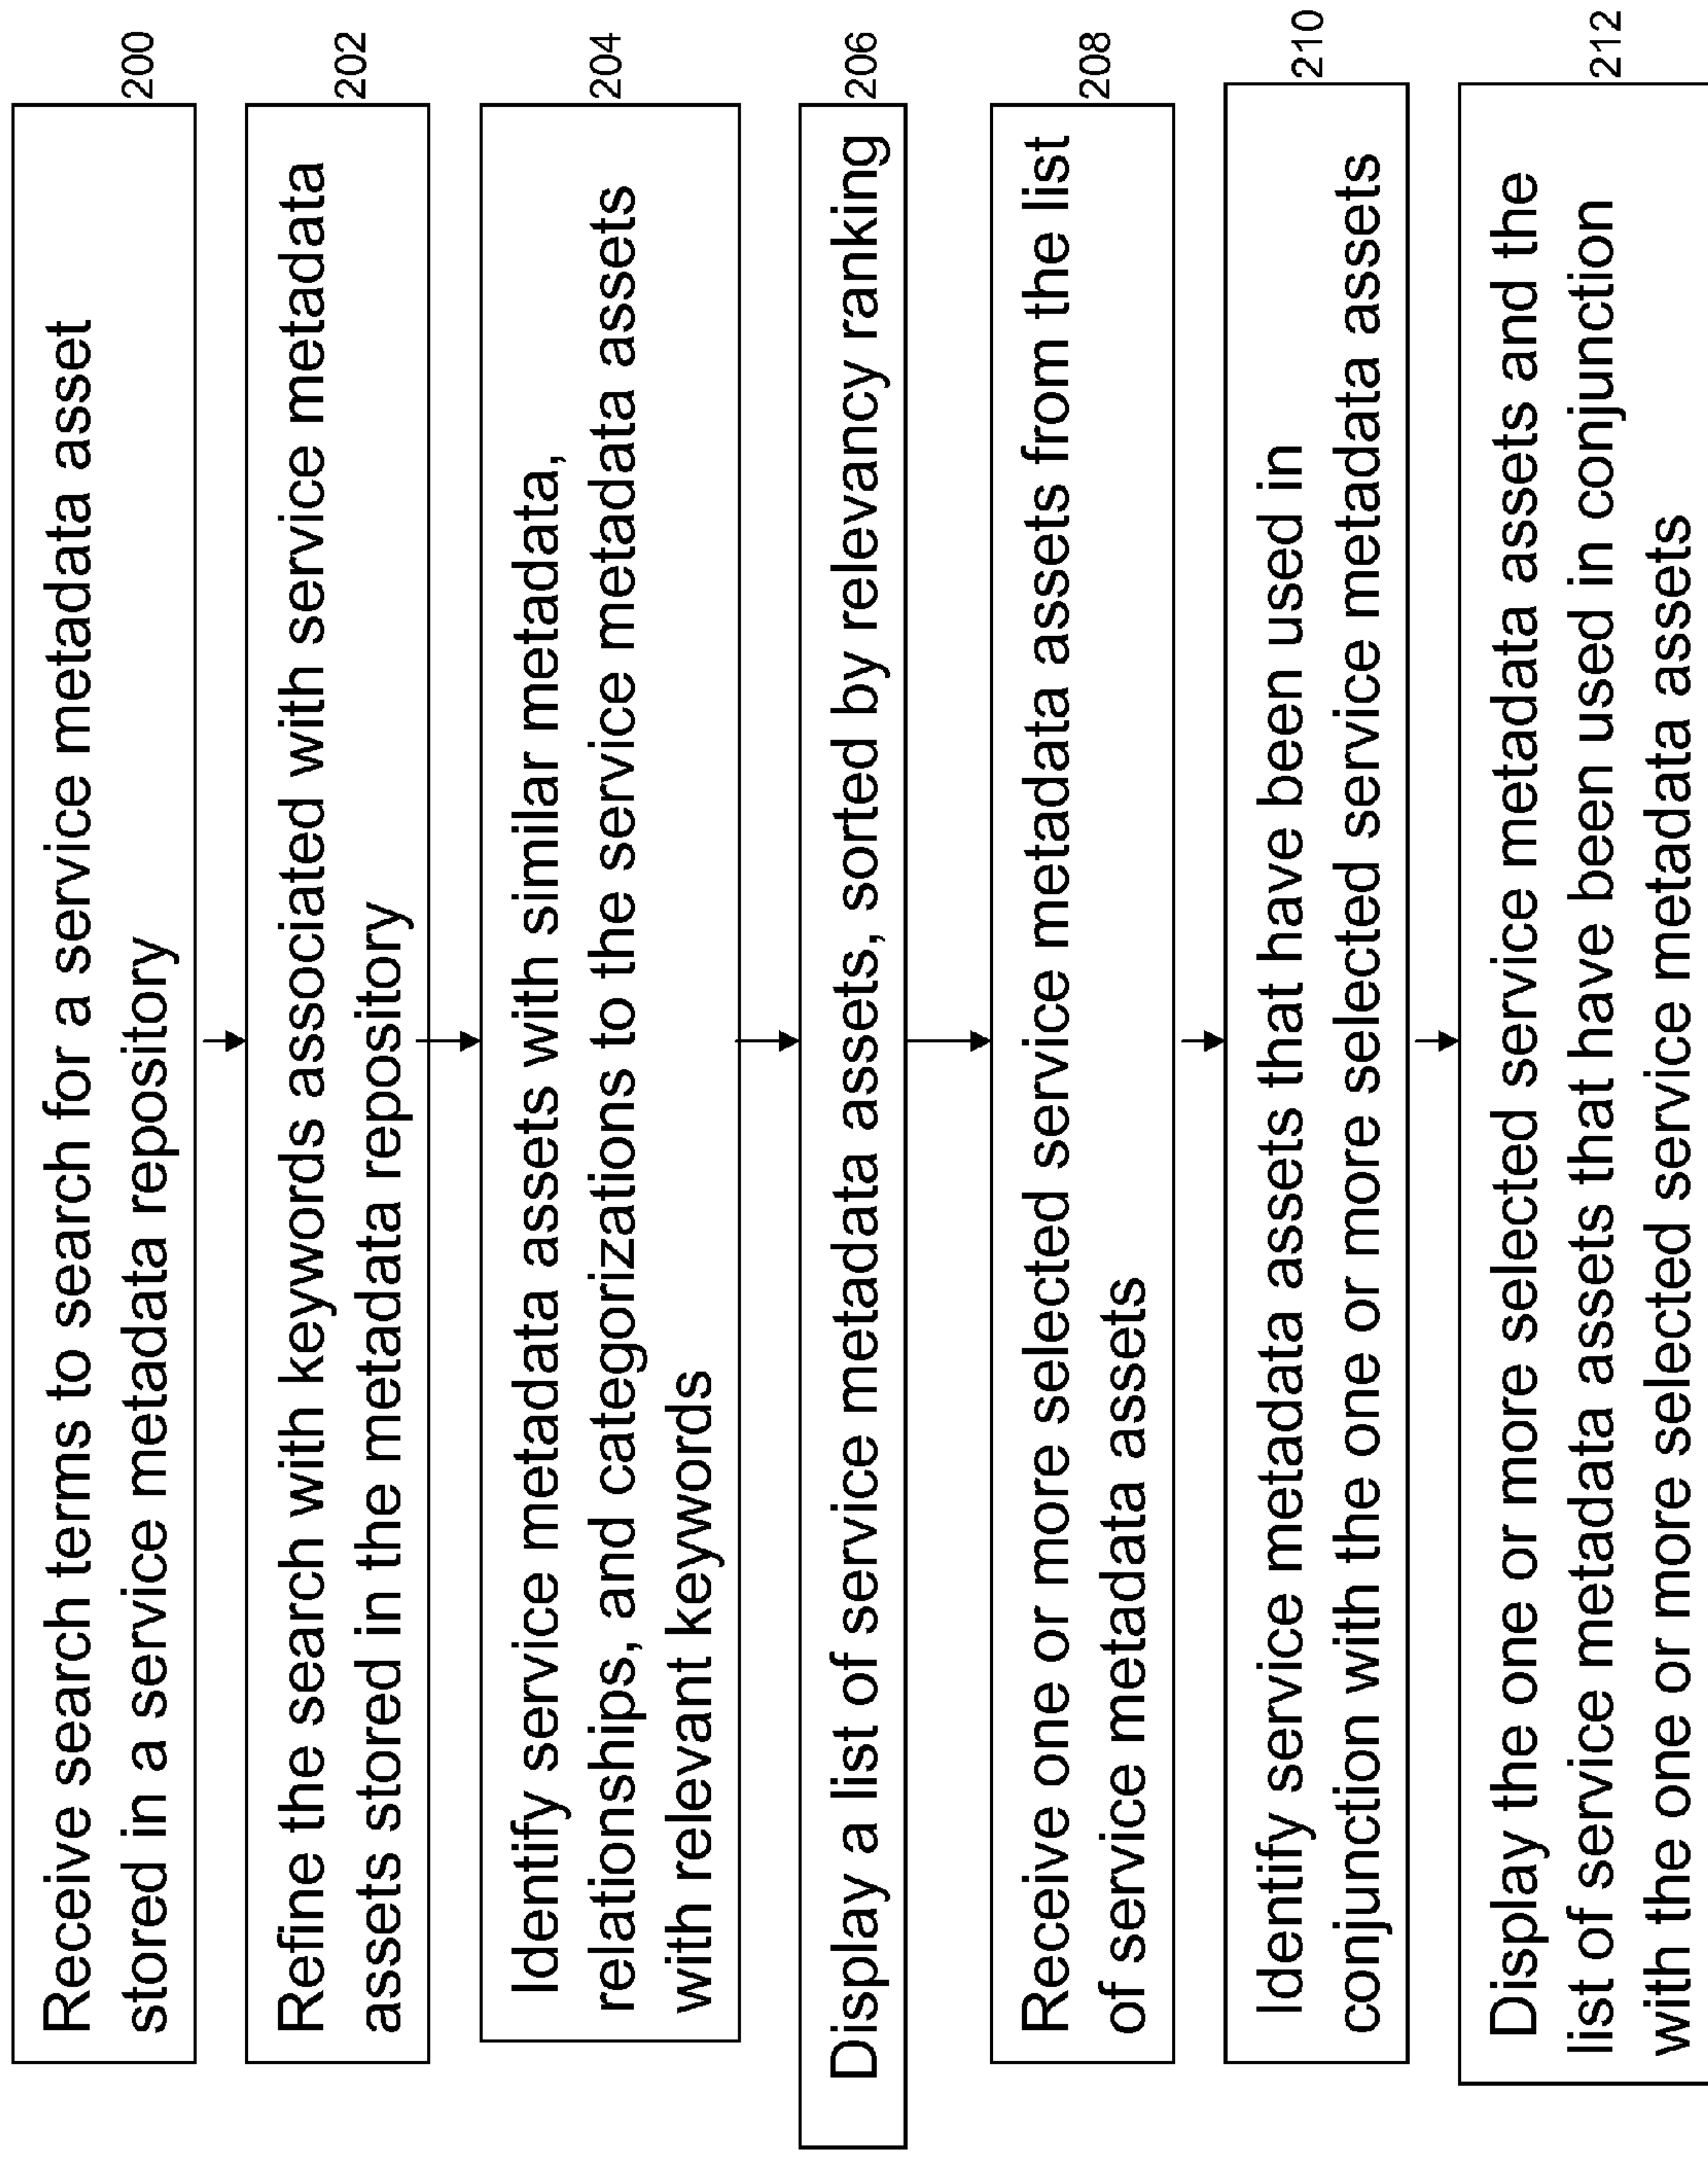 Receive search terms to search for a service metadata asset
stored in a service metadata repository
200
Refine the search with keywords associated with service metadata
assets stored in the metadata repository
202
Identify service metadata assets with similar metadata,
relationships, and categorizations to the service metadata assets
with relevant keywords
204
Display a list of service metadata assets, sorted by relevancy ranking
206
Receive one or more selected service metadata assets from the list
of service metadata assets
208
Identify service metadata assets that have been used in
conjunction with the one or more selected service metadata assets
210
Display the one or more selected service metadata assets and the
list of service metadata assets that have been used in conjunction
with the one or more selected service metadata assets
212